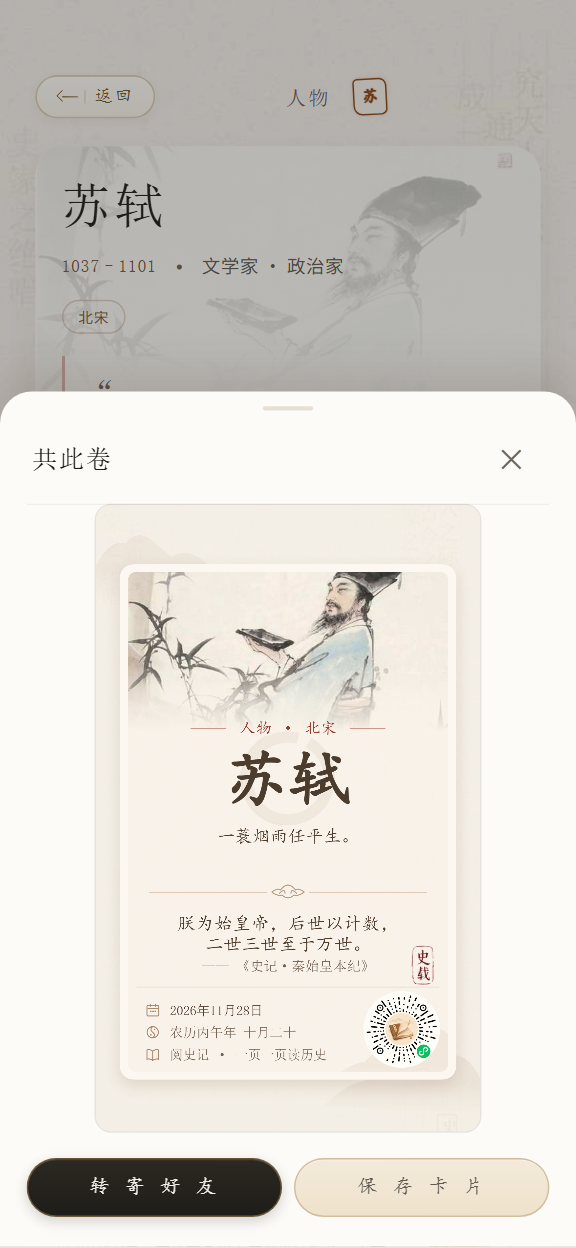 返回
人物
苏
苏轼
1037 - 1101 • 文学家 · 政治家
北宋
“
共此卷
人物 • 北宋
苏轼
一蓑烟雨任平生。
朕为始皇帝，后世以计数，
二世三世至于万世。
—— 《史记·秦始皇本纪》
史载
2026年11月28日
农历丙午年 十月二十
阅史记 • 一页一页读历史
转寄好友
保存卡片